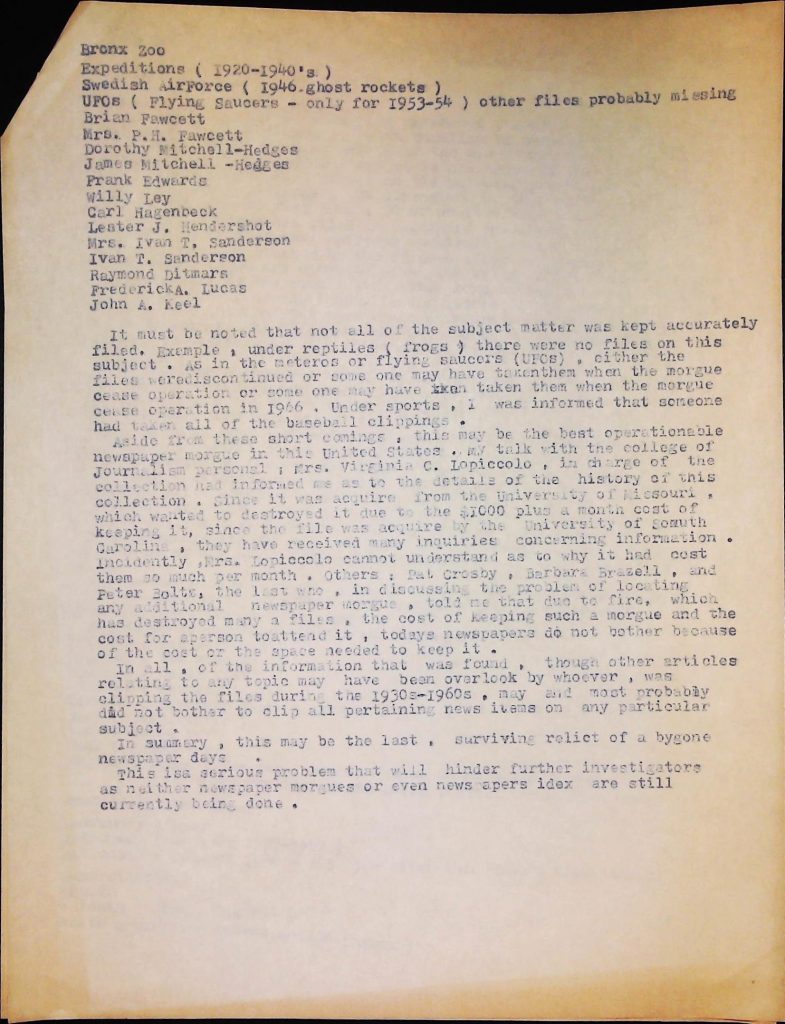 Bronx Zoo
Expeditions ( 1920-1940's )
Swedish AirForce ( 1946 ghost rockets )
UFOs ( Flying Saucers - only for 1953-54 ) other files probably missing
Brian Fawcett
Mrs. P.H. Fawcett
Dorothy Mitchell-Hedges
James Mitchell -Hedges
Frank Edwards
Willy Ley
Carl Hagenbeck
Lester J. Hendershot
Mrs. Ivan T. Sanderson
Ivan T. Sanderson
Raymond Ditmars
FrederickA. Lucas
John A. Keel
It must be noted that not all of the subject matter was kept accurately
filed. Example , under reptiles ( frogs ) there were no files on this
subject . As in the meteros or flying saucers (UFOs) , either the
files werediscontinued or some one may have takenthem when the morgue
cease operation or some one may have taken them when the morgue
cease operation in 1966 . Under sports , I was informed that someone
had taken all of the baseball clippings .
Aside from these short comings , this may be the best operationable
newspaper morgue in this United States . My talk with the college of
Journalism personal ; Mrs. Virginia C. Lopiccolo , in charge of the
collection had informed me as to the details of the history of this
collection . Since it was acquire from the University of Missouri ,
which wanted to destroyed it due to the $1000 plus a month cost of
keeping it, since the file was acquire by the University of Somuth
Carolina , they have received many inquiries concerning information .
Incidently ,Mrs. Lopiccolo cannot understand as to why it had cost
them so much per month . Others ; Pat Crosby , Barbara Brazell , and
Peter Bolts, the last who , in discussing the problem of locating
any additional newspaper morgue , told me that due to fire, which
has destroyed many a files , the cost of keeping such a morgue and the
cost for aperson toattend it , todays newspapers do not bother because
of the cost or the space needed to keep it .
In all , of the information that was found , though other articles
relating to any topic may have been overlook by whoever , was
clipping the files during the 1930s-1960s , may and most probably
did not bother to clip all pertaining news items on any particular
subject .
In summary , this may be the last , surviving relict of a bygone
newspaper days .
This isa serious problem that will hinder further investigators
as neither newspaper morgues or even news apers idex are still
currently being done .